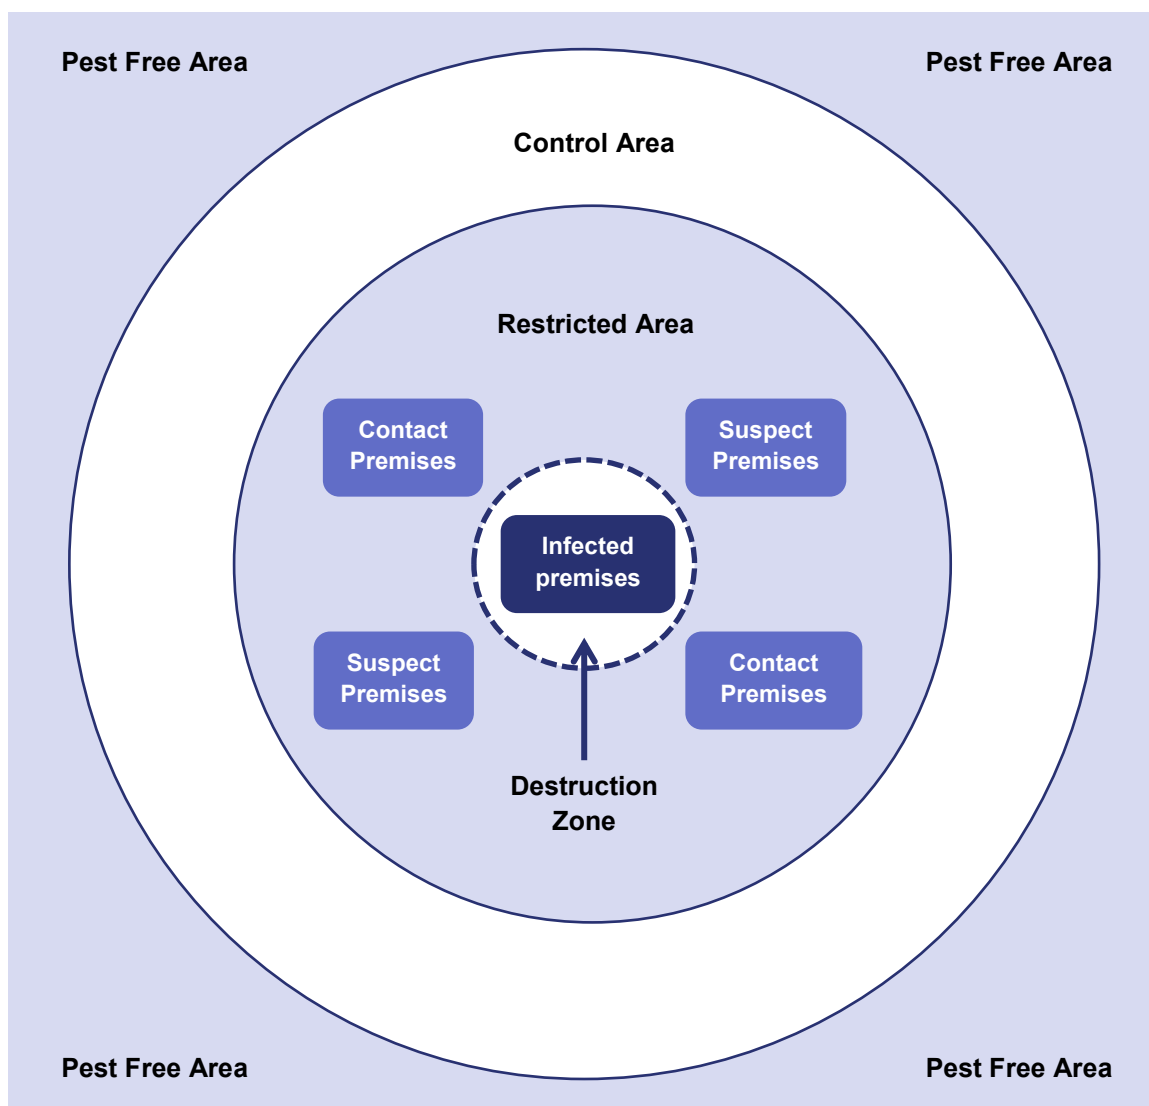 Pest Free Area
Pest Free Area
Control Area
Restricted Area
Contact
Premises
Suspect
Premises
Infected
premises
Suspect
Premises
Contact
Premises
Destruction
Zone
Pest Free Area
Pest Free Area